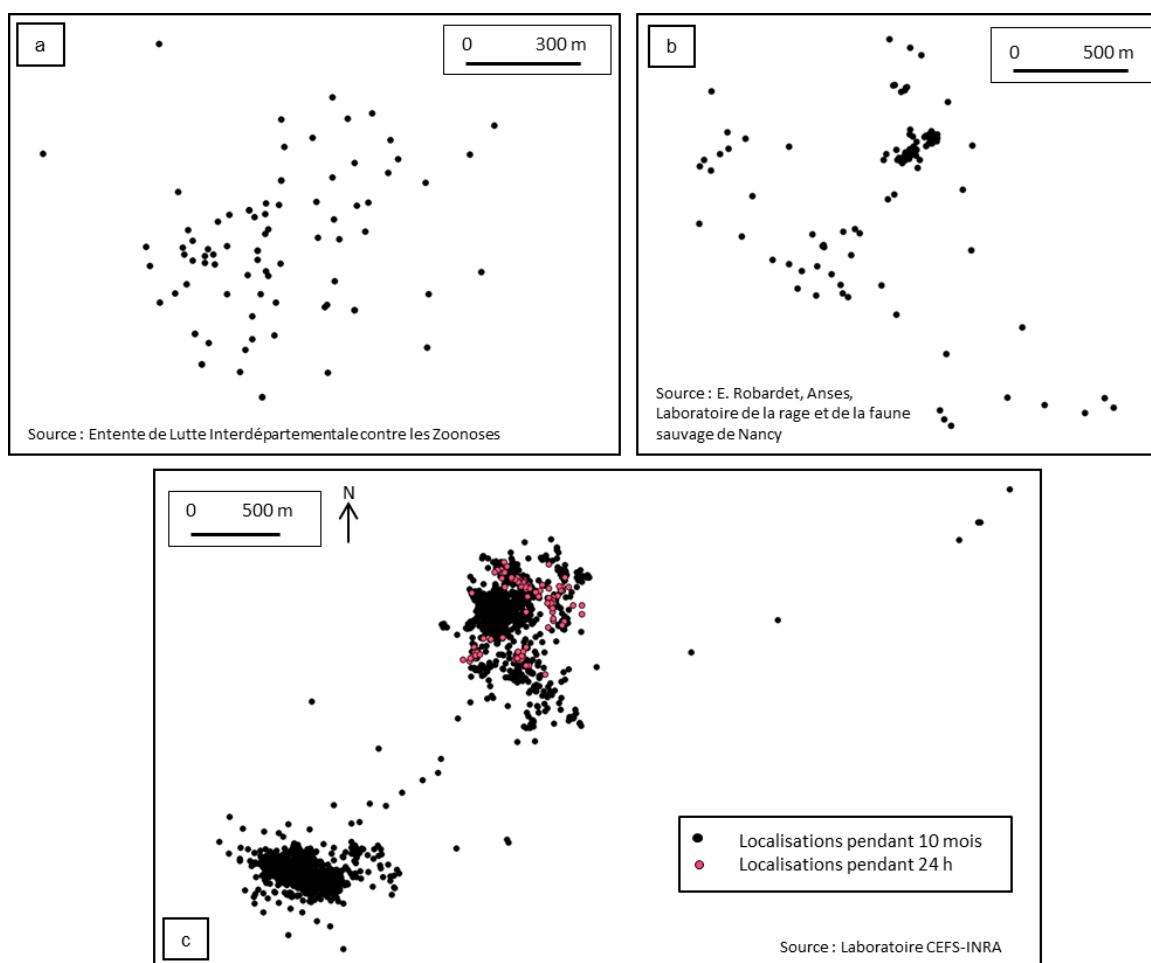 a
0 300 m
Source : Entente de Lutte Interdépartementale contre les Zoonoses
b
0 500 m
Source : E. Robardet, Anses,
Laboratoire de la rage et de la faune
sauvage de Nancy
0 500 m
N
Localisations pendant 10 mois
Localisations pendant 24 h
c
Source : Laboratoire CEFS-INRA